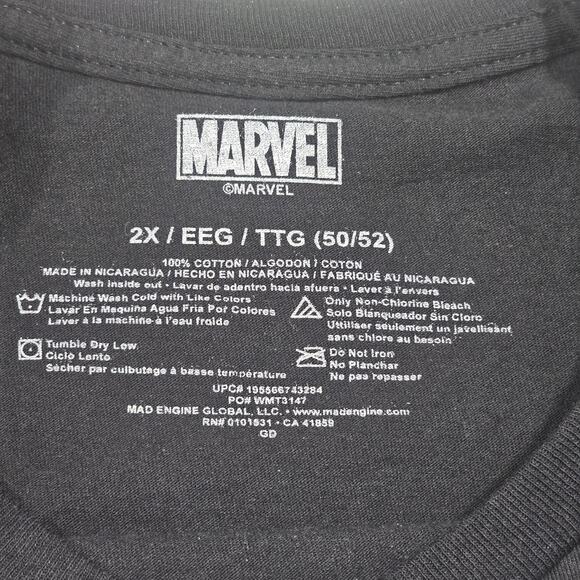 MARVEL
©MARVEL
2X / EEG / TTG (50/52)
100% COTTON / ALGODON / COTON
MADE IN NICARAGUA / HECHO EN NICARAGUA / FABRIQUÉ AU NICARAGUA
Wash inside out • Lavar de adentro hacia afuera • Laver à l'envers
Machine Wash Cold with Like Colors
Lavar En Maquina Agua Fria Por Colores
Laver à la machine à l'eau froide
Only Non-Chlorine Bleach
Solo Blanqueador Sin Cloro
Utiliser seulement un javellisant
sans chlore au besoin
Tumble Dry Low
Ciclo Lento
Sécher par culbutage à basse température
Do Not Iron
No Planchar
Ne pas repasser
UPC# 195566743284
PO# WMT3147
MAD ENGINE GLOBAL, LLC. • www.madengine.com
RN# 0101531 • CA 41859
GD